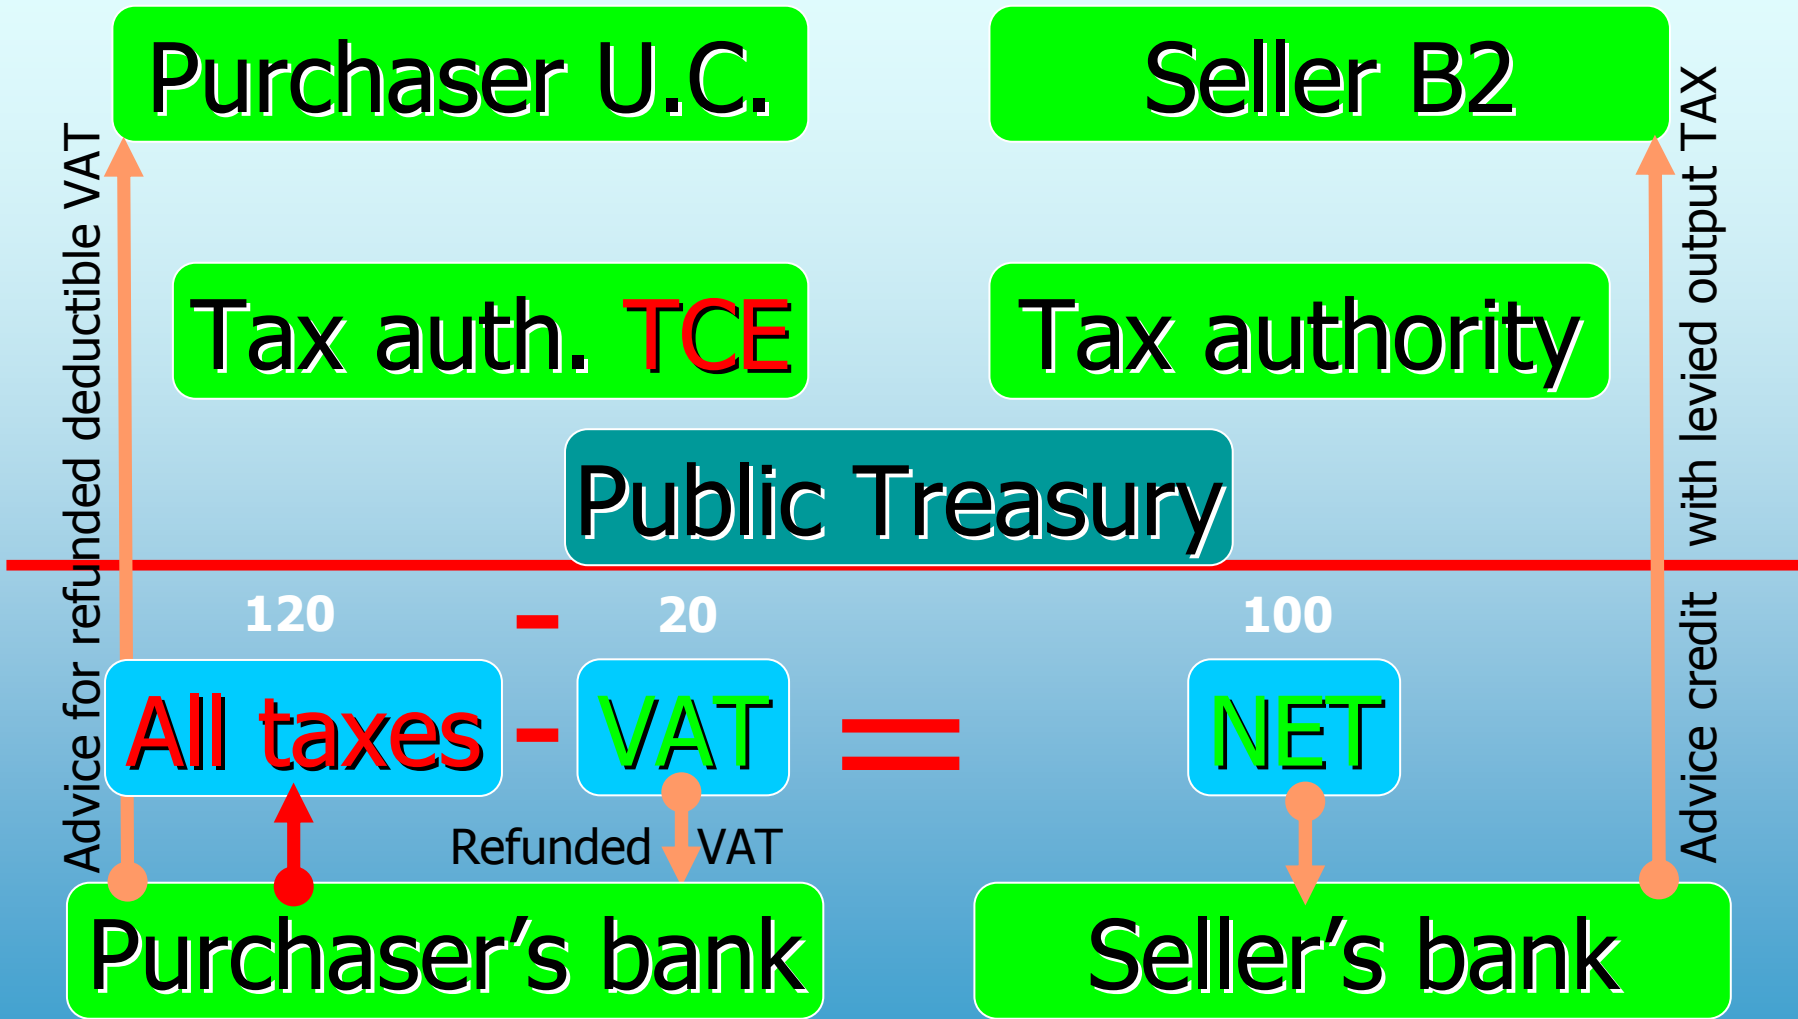 Purchaser U.C.
Seller B2
Advice for refunded deductible VAT
Advice credit with levied output TAX
Tax auth. TCE
Tax authority
Public Treasury
120 - 20 100
All taxes - VAT = NET
Refunded VAT
Purchaser’s bank
Seller’s bank